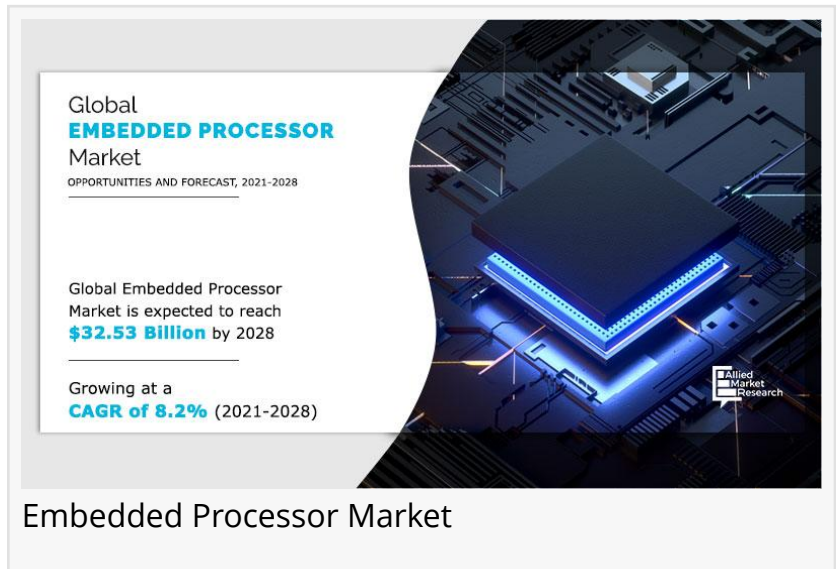 Global
EMBEDDED PROCESSOR
Market
OPPORTUNITIES AND FORECAST, 2021-2028
Global Embedded Processor
Market is expected to reach
$32.53 Billion by 2028
Growing at a
CAGR of 8.2% (2021-2028)
Allied
Market
Research
Embedded Processor Market